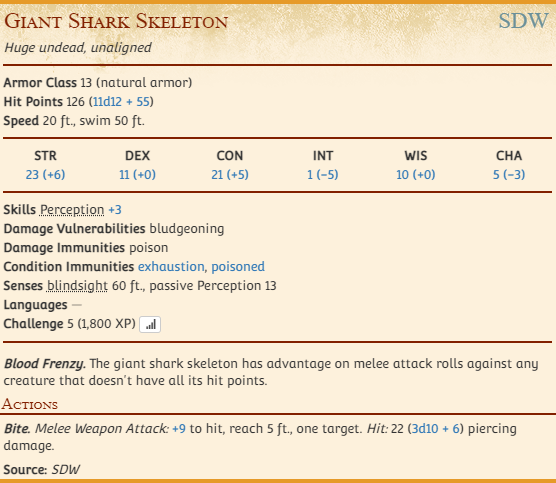 Giant Shark Skeleton SDW
Huge undead, unaligned
Armor Class 13 (natural armor)
Hit Points 126 (11d12 + 55)
Speed 20 ft., swim 50 ft.
STR DEX CON INT WIS CHA
23 (+6) 11 (+0) 21 (+5) 1 (−5) 10 (+0) 5 (−3)
Skills Perception +3
Damage Vulnerabilities bludgeoning
Damage Immunities poison
Condition Immunities exhaustion, poisoned
Senses blindsight 60 ft., passive Perception 13
Languages —
Challenge 5 (1,800 XP)
Blood Frenzy. The giant shark skeleton has advantage on melee attack rolls against any
creature that doesn't have all its hit points.
Actions
Bite. Melee Weapon Attack: +9 to hit, reach 5 ft., one target. Hit: 22 (3d10 + 6) piercing
damage.
Source: SDW